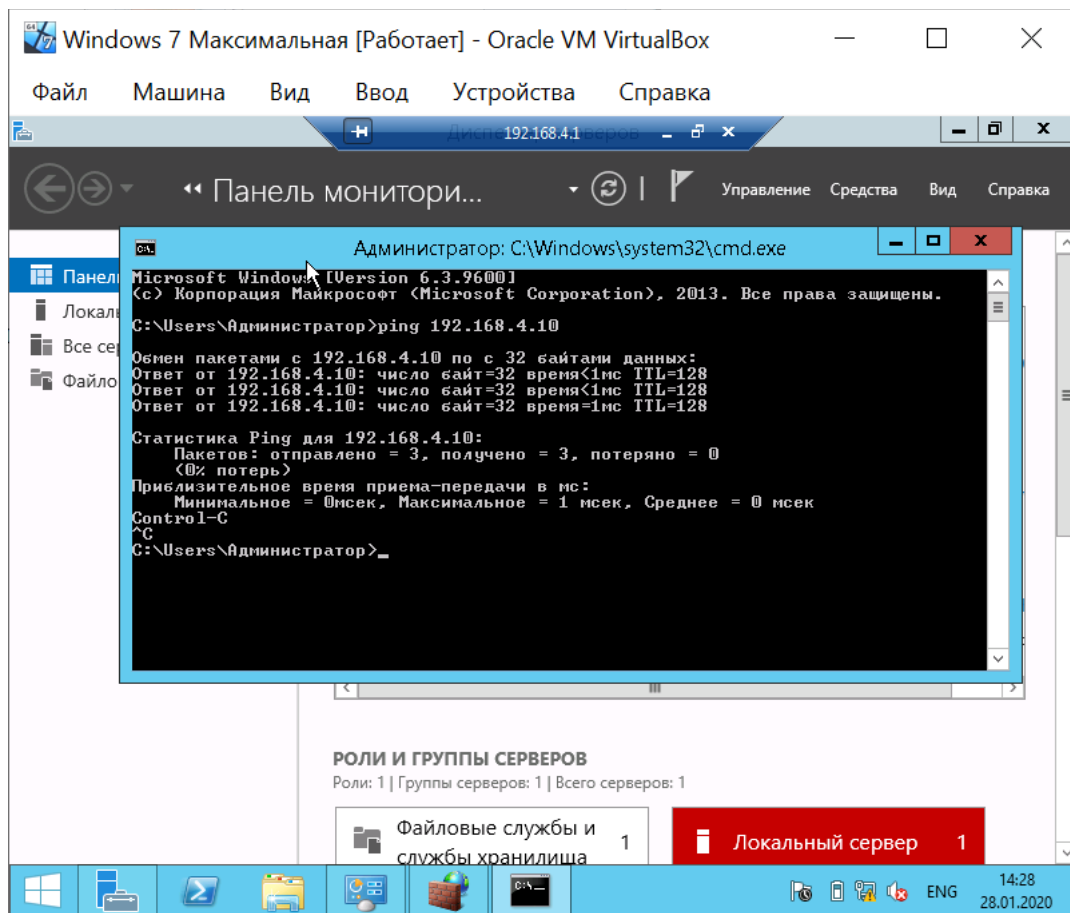 Windows 7 Максимальная [Работает] - Oracle VM VirtualBox
Файл Машина Вид Ввод Устройства Справка
192.168.4.1
Панель монитори...
Управление Средства Вид Справка
Администратор: C:\Windows\system32\cmd.exe
Microsoft Windows [Version 6.3.9600]
(c) Корпорация Майкрософт (Microsoft Corporation), 2013. Все права защищены.
C:\Users\Администратор>ping 192.168.4.10
Обмен пакетами с 192.168.4.10 по с 32 байтами данных:
Ответ от 192.168.4.10: число байт=32 время<1мс TTL=128
Ответ от 192.168.4.10: число байт=32 время<1мс TTL=128
Ответ от 192.168.4.10: число байт=32 время=1мс TTL=128
Статистика Ping для 192.168.4.10:
Пакетов: отправлено = 3, получено = 3, потеряно = 0
(0% потерь)
Приблизительное время приема-передачи в мс:
Минимальное = 0мсек, Максимальное = 1 мсек, Среднее = 0 мсек
Control-C
^C
C:\Users\Администратор>_
Панел
Локаль
Все сер
Файло
РОЛИ И ГРУППЫ СЕРВЕРОВ
Роли: 1 | Группы серверов: 1 | Всего серверов: 1
Файловые службы и
службы хранилища
1
Локальный сервер 1
ENG
14:28
28.01.2020